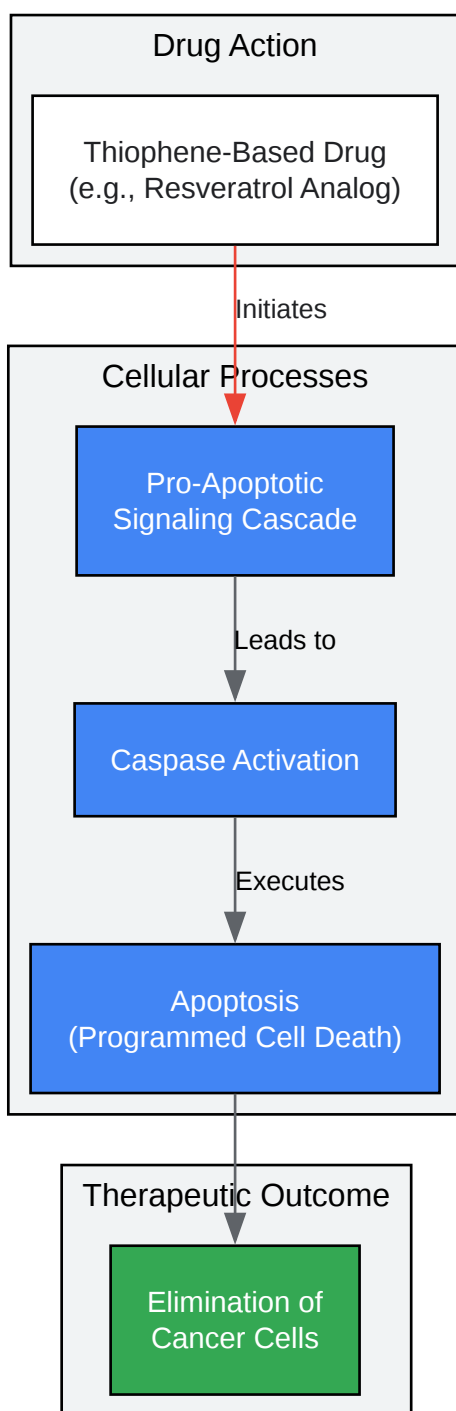 Drug Action
Thiophene-Based Drug
(e.g., Resveratrol Analog)
Initiates
Cellular Processes
Pro-Apoptotic
Signaling Cascade
Leads to
Caspase Activation
Executes
Apoptosis
(Programmed Cell Death)
Therapeutic Outcome
Elimination of
Cancer Cells